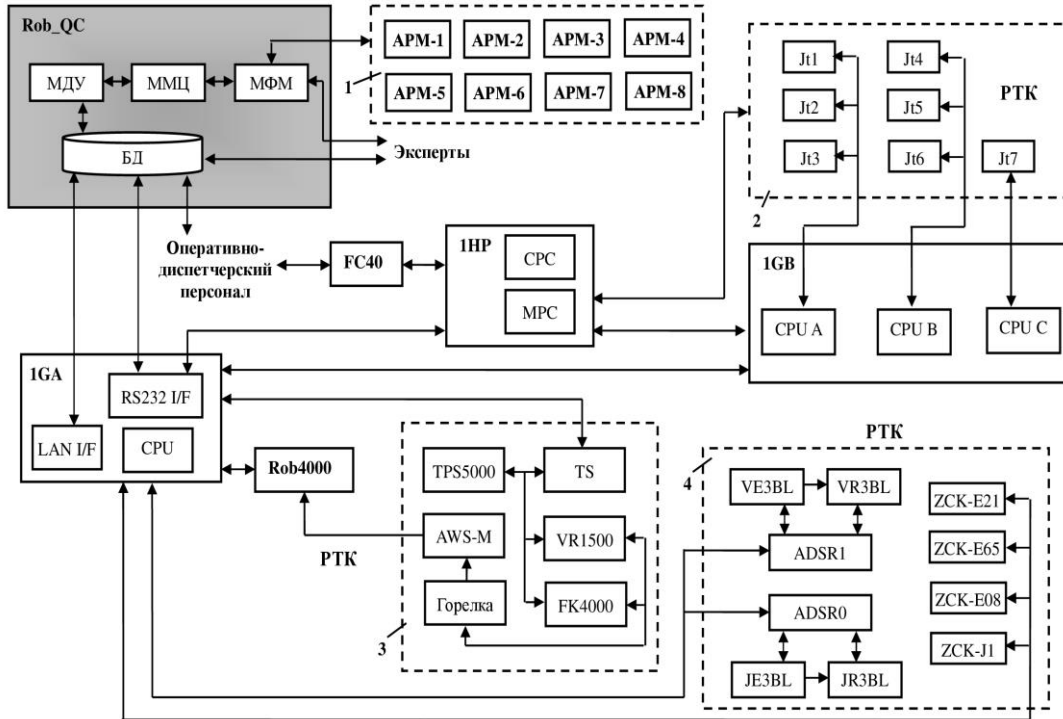 Rob_QC
МДУ
ММЦ
МФМ
БД
АРМ-1
АРМ-2
АРМ-3
АРМ-4
1
АРМ-5
АРМ-6
АРМ-7
АРМ-8
Эксперты
Jt1
Jt4
Jt2
Jt5
РТК
Jt3
Jt6
Jt7
2
Оперативно-
диспетчерский
персонал
FC40
1HP
CPC
MPC
1GB
CPU A
CPU B
CPU C
1GA
RS232 I/F
LAN I/F
CPU
Rob4000
РТК
TPS5000
TS
AWS-M
VR1500
Горелка
FK4000
3
РТК
4
VE3BL
VR3BL
ADSR1
ADSR0
JE3BL
JR3BL
ZCK-E21
ZCK-E65
ZCK-E08
ZCK-J1